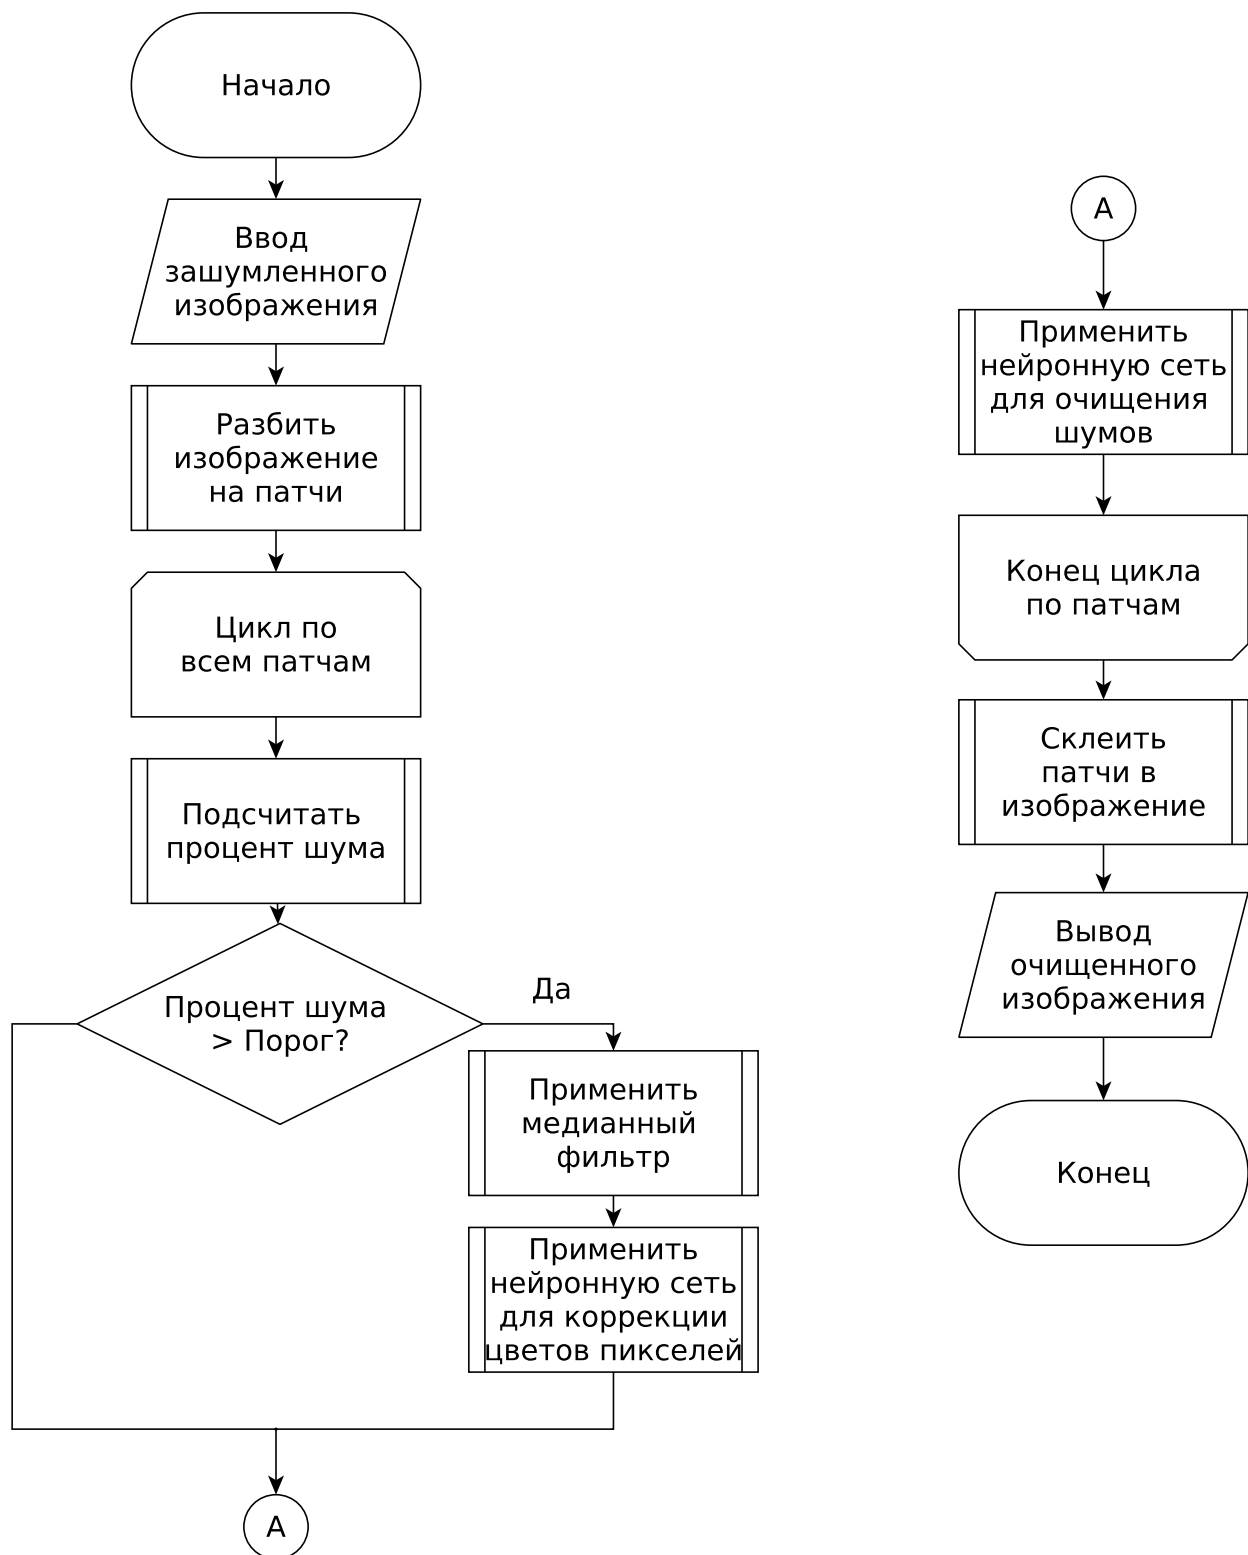 Начало
Ввод
зашумленного
изображения
Разбить
изображение
на патчи
Цикл по
всем патчам
Подсчитать
процент шума
Процент шума
> Порог?
Да
Применить
медианный
фильтр
Применить
нейронную сеть
для коррекции
цветов пикселей
А
А
Применить
нейронную сеть
для очищения
шумов
Конец цикла
по патчам
Склеить
патчи в
изображение
Вывод
очищенного
изображения
Конец